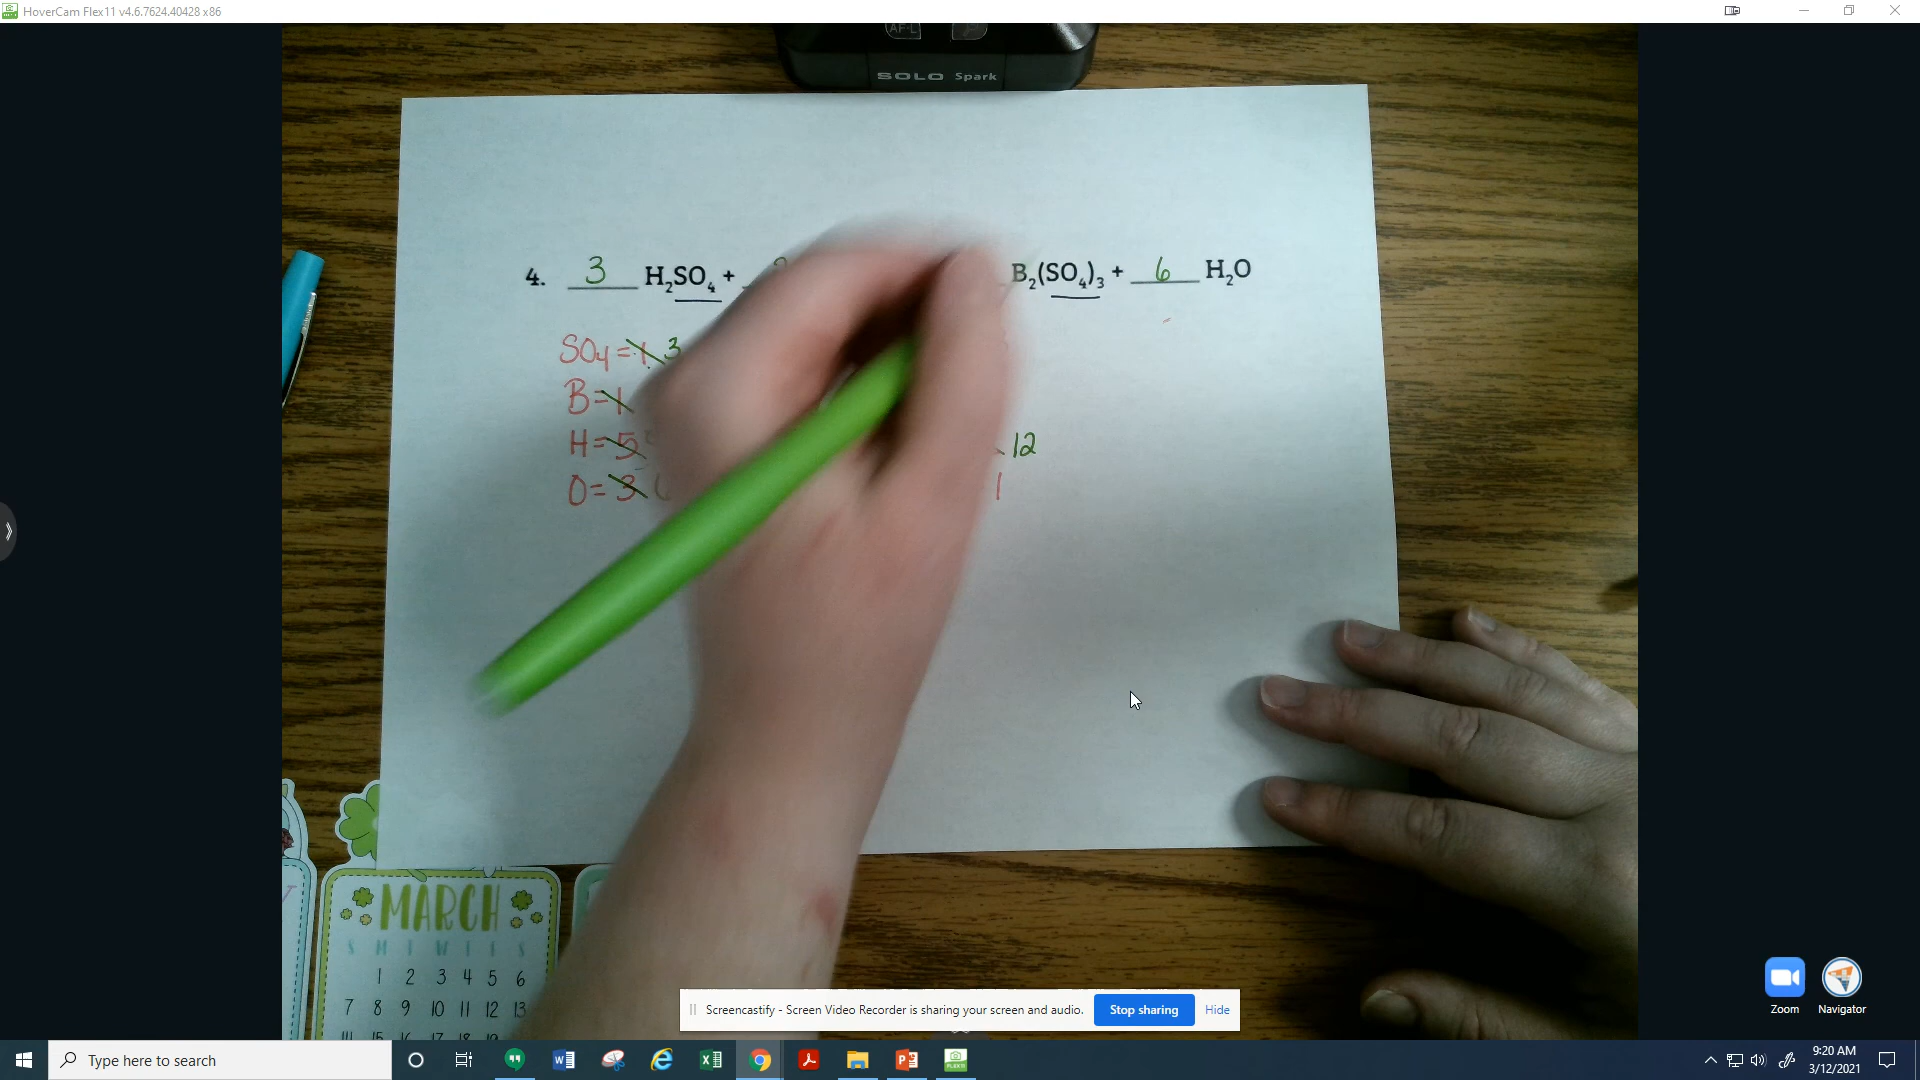 HoverCam Flex11 v4.6.7624.40428 x86
AF-L
SOLO Spark
4. 3 H₂SO₄ + B₂(SO₄)₃ + 6 H₂O
SO₄ = 1 3
B = 1
H = 5 12
O = 3 1
MARCH
S M T W T F S
1 2 3 4 5 6
7 8 9 10 11 12 13
Screencastify - Screen Video Recorder is sharing your screen and audio. Stop sharing Hide
Zoom Navigator
Type here to search
9:20 AM
3/12/2021